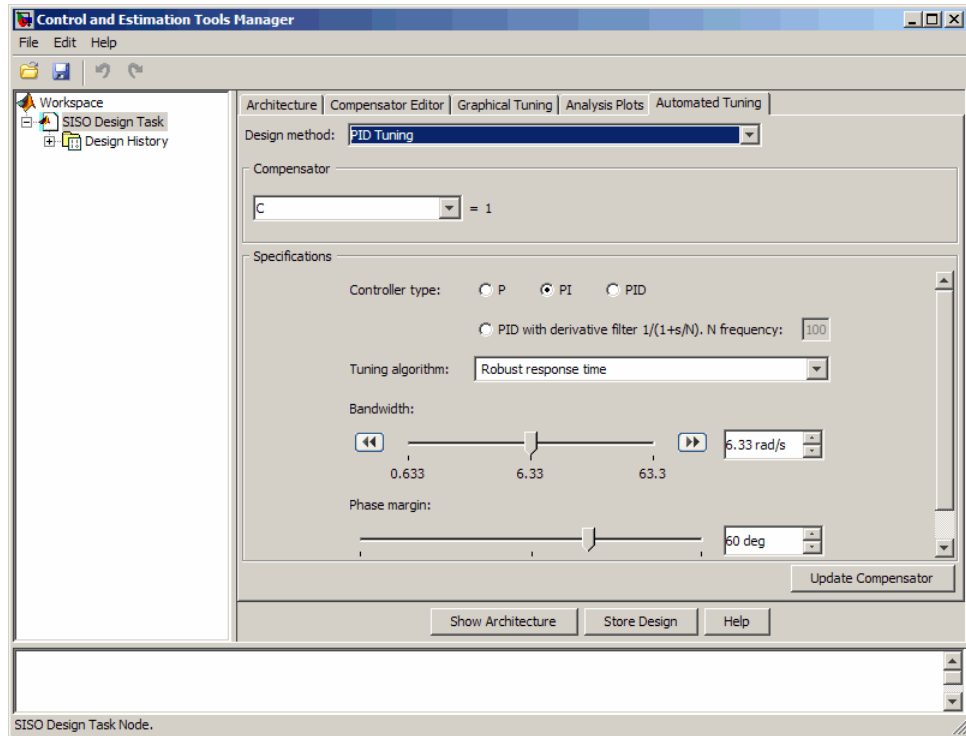 Control and Estimation Tools Manager
File Edit Help
Workspace
SISO Design Task
Design History
Architecture Compensator Editor Graphical Tuning Analysis Plots Automated Tuning
Design method: PID Tuning
Compensator
C = 1
Specifications
Controller type: P PI PID
PID with derivative filter 1/(1+s/N). N frequency: 100
Tuning algorithm: Robust response time
Bandwidth:
6.33 rad/s
0.633 6.33 63.3
Phase margin:
60 deg
Update Compensator
Show Architecture Store Design Help
SISO Design Task Node.